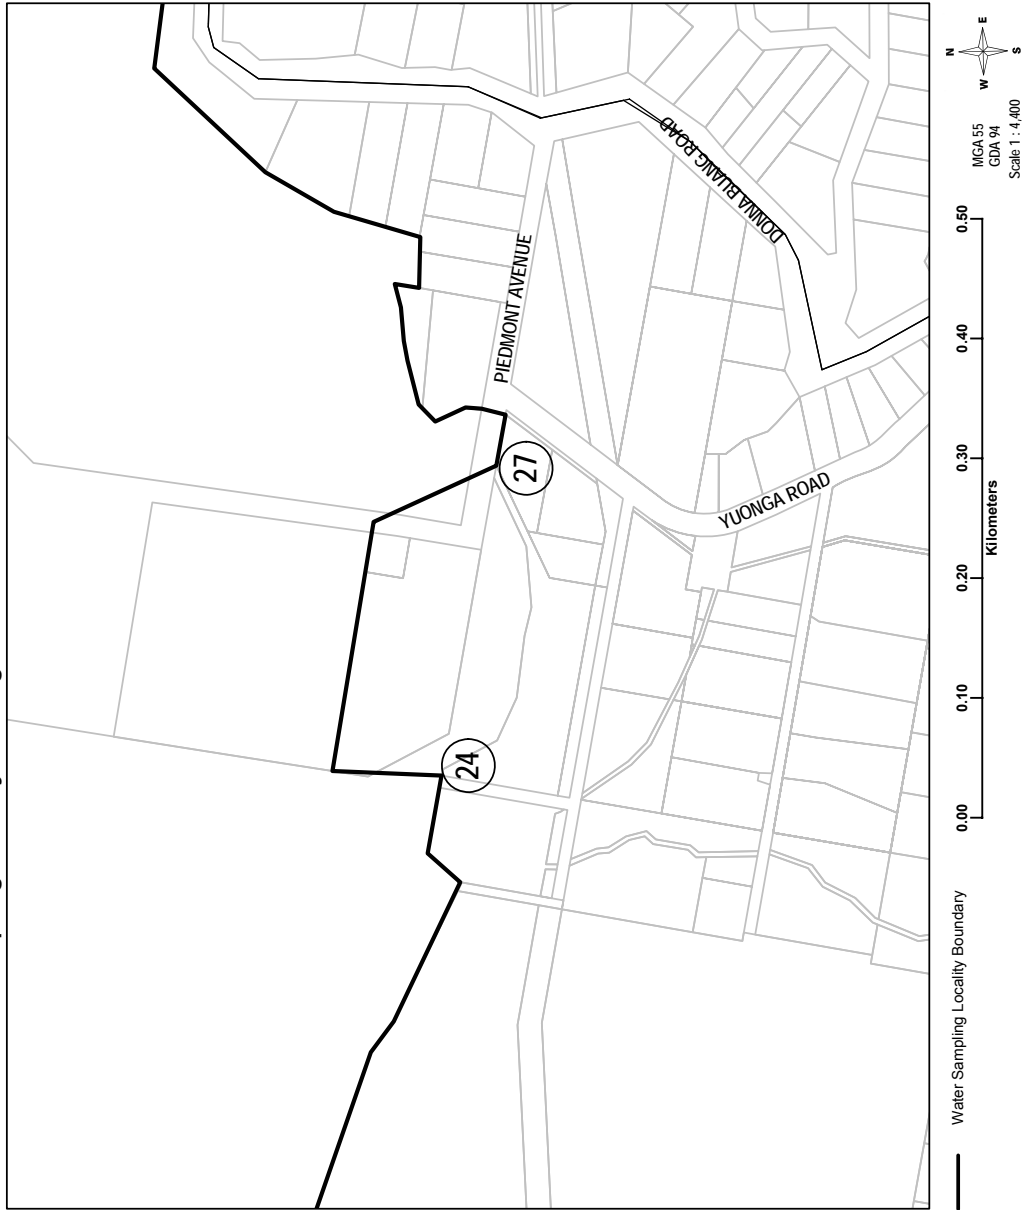 PIEDMONT AVENUE
DONNA BUANG ROAD
YUONGA ROAD
27
24
Water Sampling Locality Boundary
0.00 0.10 0.20 0.30 0.40 0.50
Kilometers
MGA 55
GDA 94
Scale 1 : 4,400
N
W E
S